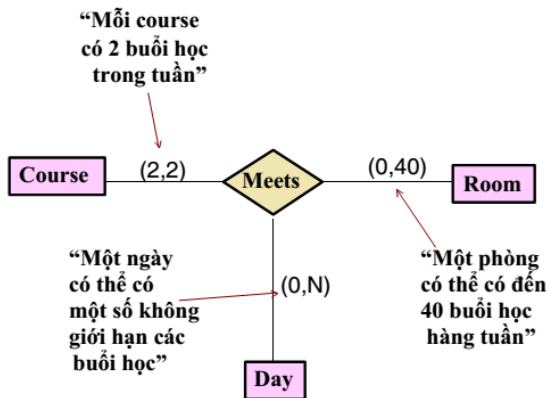 “Mỗi course
có 2 buổi học
trong tuần”
Course
(2,2)
Meets
(0,40)
Room
“Một ngày
có thể có
một số không
giới hạn các
buổi học”
(0,N)
“Một phòng
có thể có đến
40 buổi học
hàng tuần”
Day